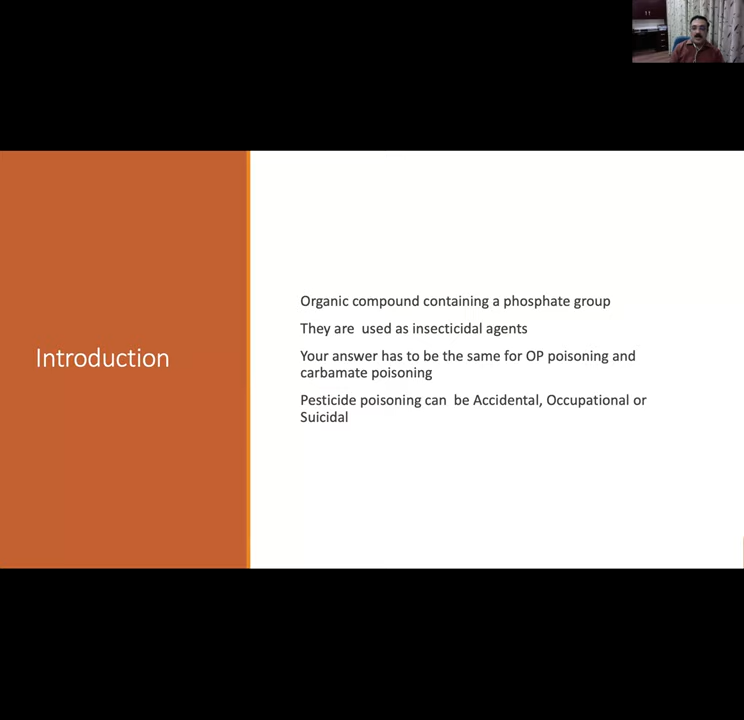 Introduction
Organic compound containing a phosphate group
They are  used as insecticidal agents
Your answer has to be the same for OP poisoning and
carbamate poisoning
Pesticide poisoning can  be Accidental, Occupational or
Suicidal